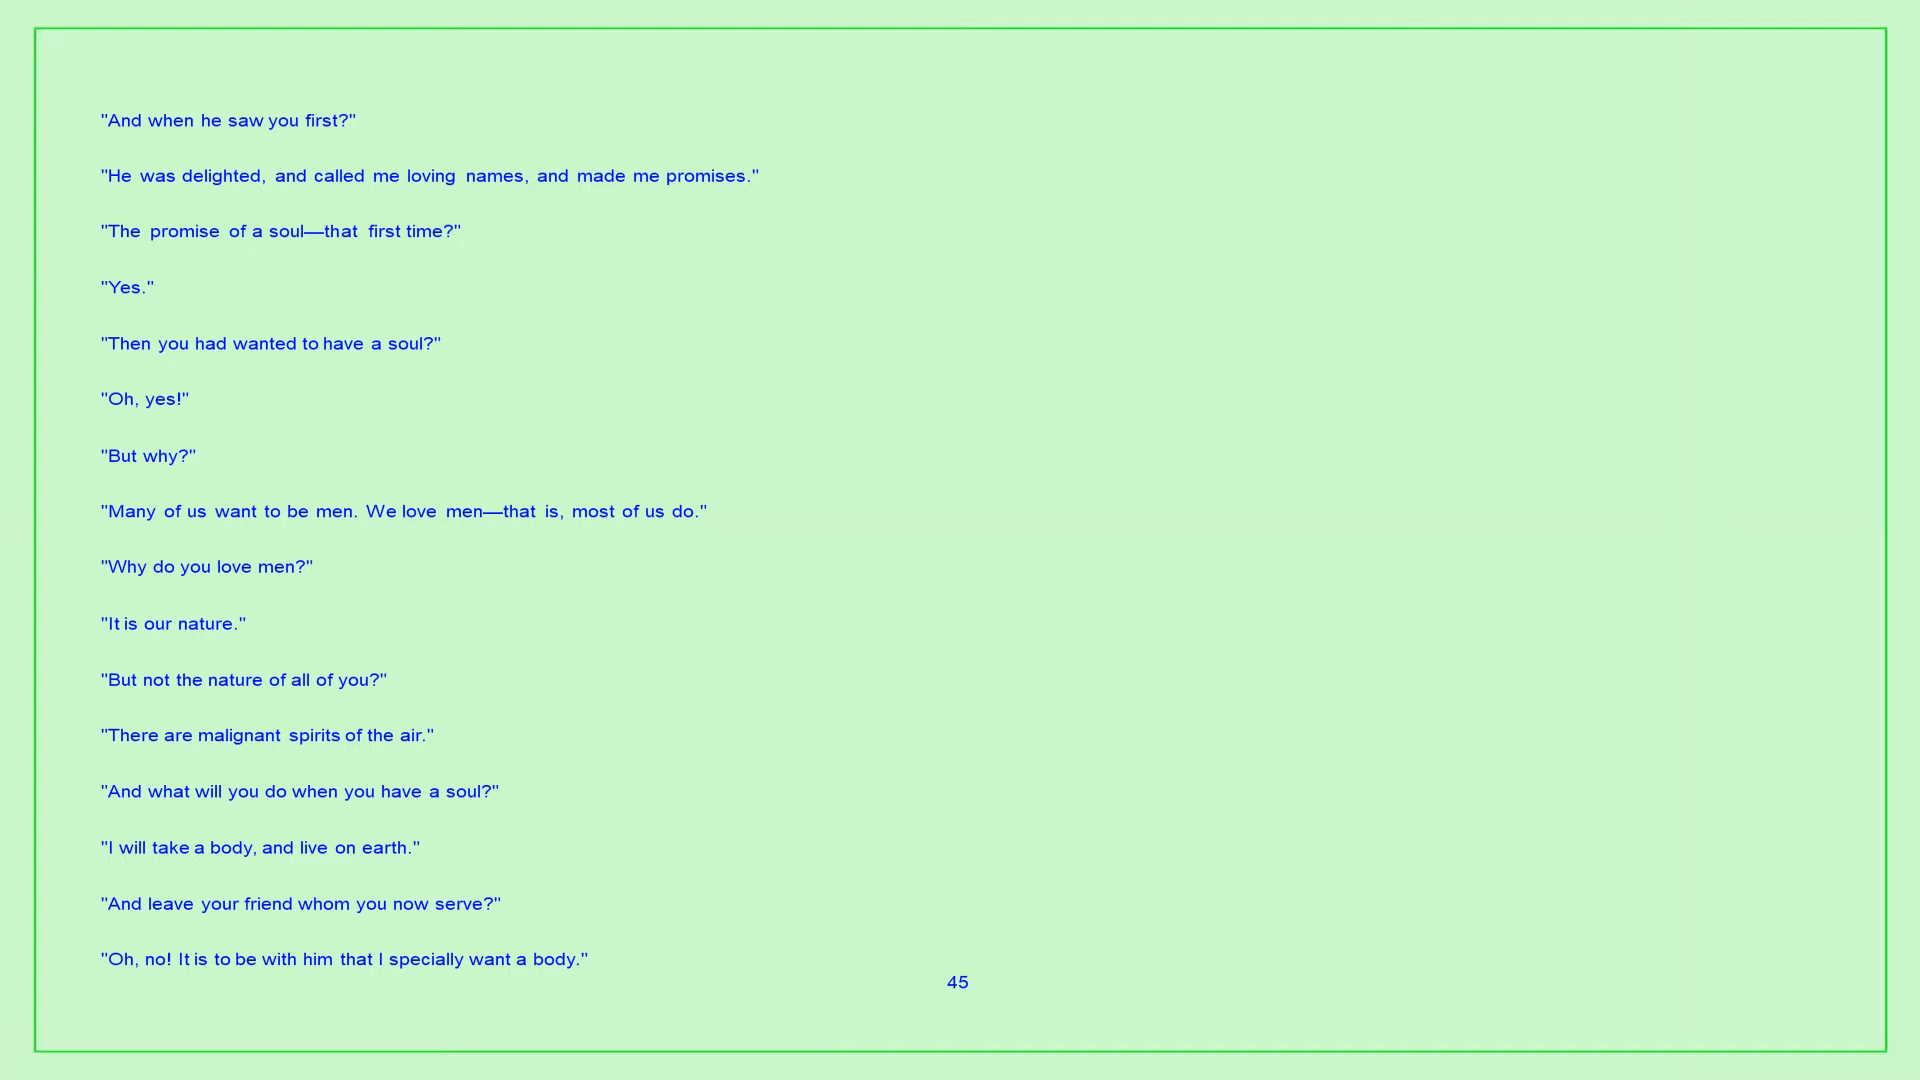 "And when he saw you first?"
"He was delighted, and called me loving names, and made me promises."
"The promise of a soul—that first time?"
"Yes."
"Then you had wanted to have a soul?"
"Oh, yes!"
"But why?"
"Many of us want to be men. We love men—that is, most of us do."
"Why do you love men?"
"It is our nature."
"But not the nature of all of you?"
"There are malignant spirits of the air."
"And what will you do when you have a soul?"
"I will take a body, and live on earth."
"And leave your friend whom you now serve?"
"Oh, no! It is to be with him that I specially want a body."
45